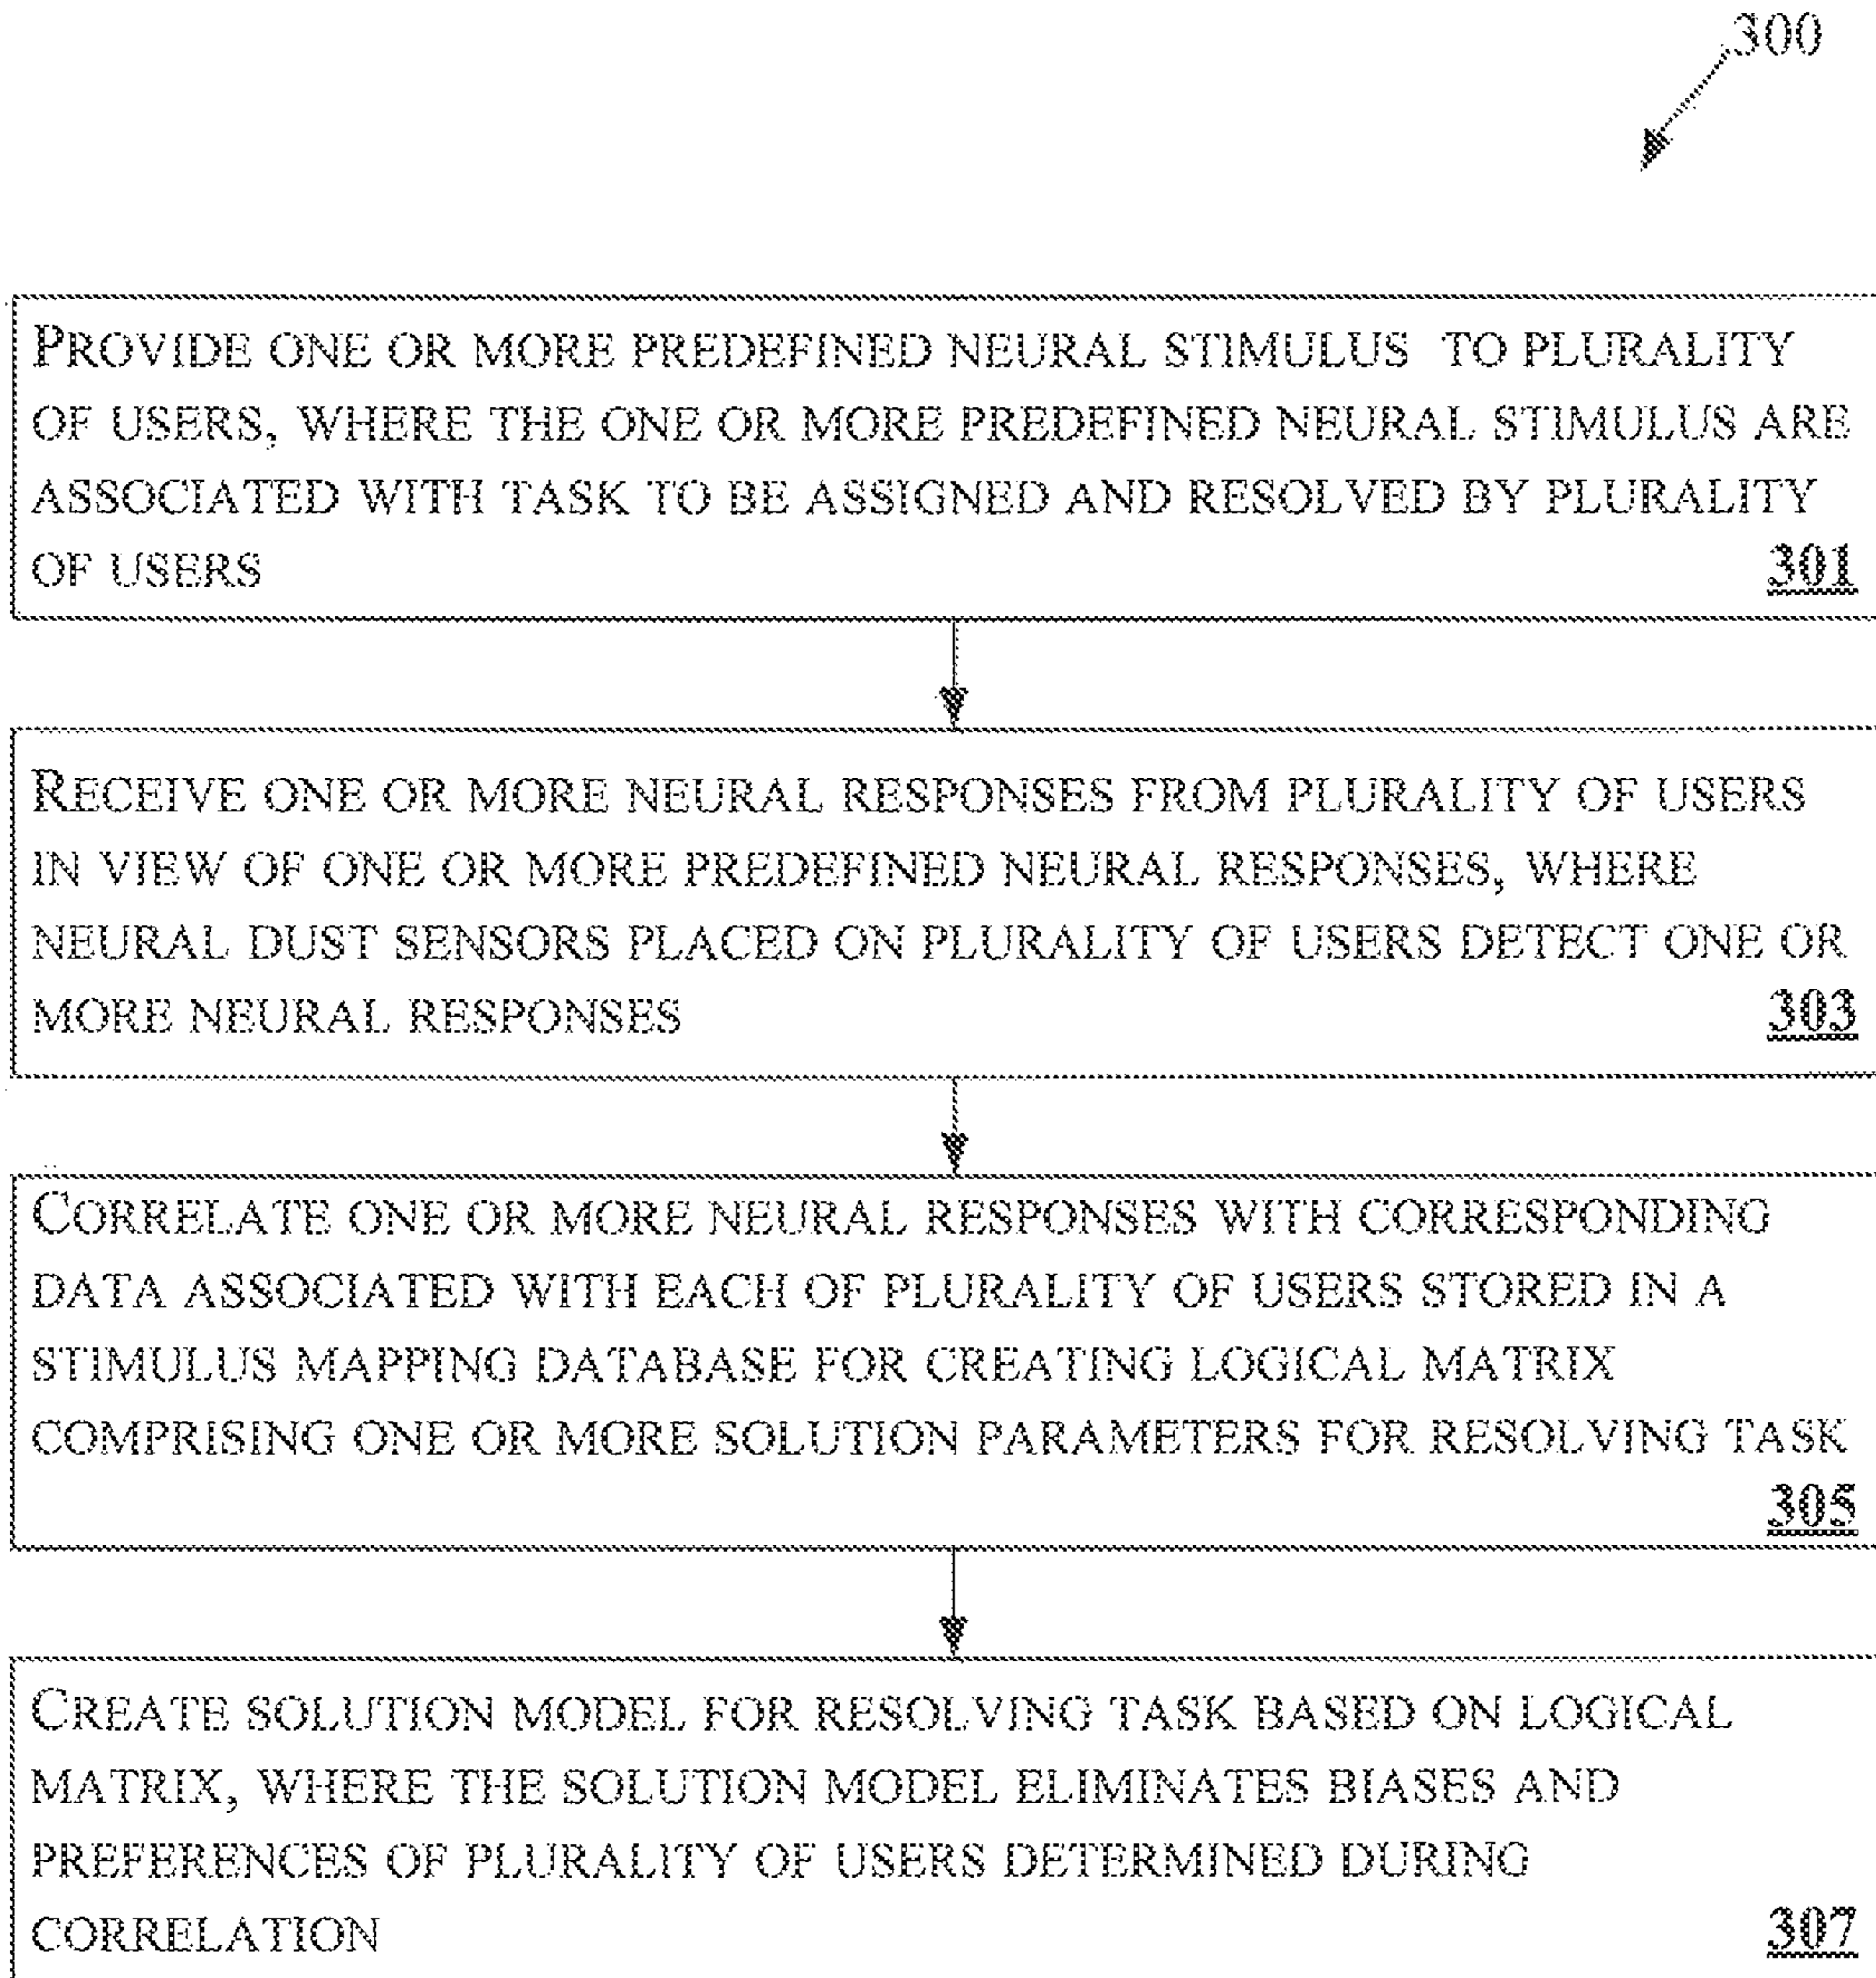 300
PROVIDE ONE OR MORE PREDEFINED NEURAL STIMULUS TO PLURALITY
OF USERS, WHERE THE ONE OR MORE PREDEFINED NEURAL STIMULUS ARE
ASSOCIATED WITH TASK TO BE ASSIGNED AND RESOLVED BY PLURALITY
OF USERS 301
RECEIVE ONE OR MORE NEURAL RESPONSES FROM PLURALITY OF USERS
IN VIEW OF ONE OR MORE PREDEFINED NEURAL RESPONSES, WHERE
NEURAL DUST SENSORS PLACED ON PLURALITY OF USERS DETECT ONE OR
MORE NEURAL RESPONSES 303
CORRELATE ONE OR MORE NEURAL RESPONSES WITH CORRESPONDING
DATA ASSOCIATED WITH EACH OF PLURALITY OF USERS STORED IN A
STIMULUS MAPPING DATABASE FOR CREATING LOGICAL MATRIX
COMPRISING ONE OR MORE SOLUTION PARAMETERS FOR RESOLVING TASK
305
CREATE SOLUTION MODEL FOR RESOLVING TASK BASED ON LOGICAL
MATRIX, WHERE THE SOLUTION MODEL ELIMINATES BIASES AND
PREFERENCES OF PLURALITY OF USERS DETERMINED DURING
CORRELATION 307